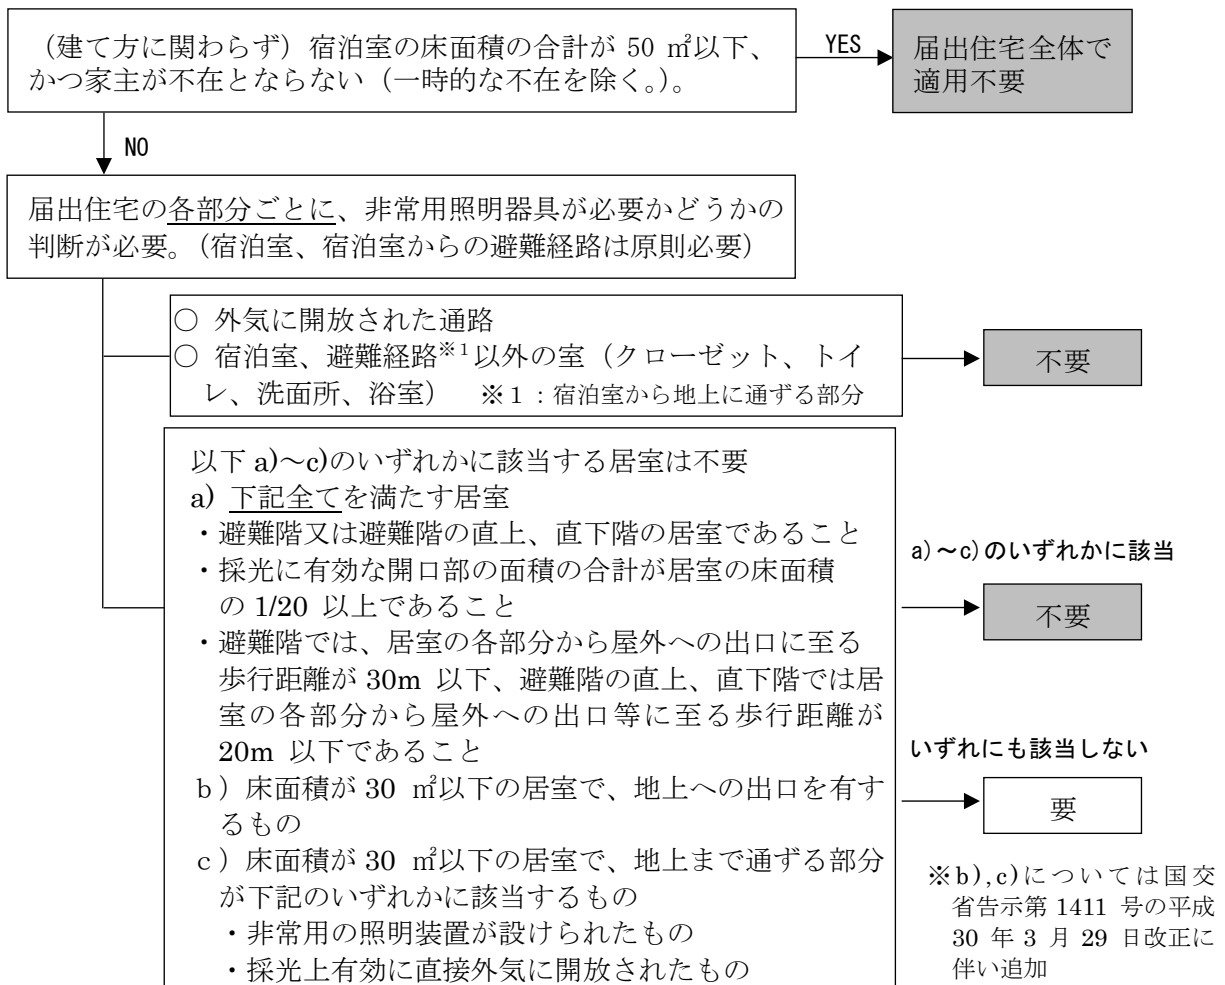 （建て方に関わらず）宿泊室の床面積の合計が 50 ㎡以下、
かつ家主が不在とならない（一時的な不在を除く。）。
YES
届出住宅全体で
適用不要
NO
届出住宅の各部分ごとに、非常用照明器具が必要かどうかの
判断が必要。（宿泊室、宿泊室からの避難経路は原則必要）
○ 外気に開放された通路
○ 宿泊室、避難経路※1以外の室（クローゼット、トイ
レ、洗面所、浴室）　※１：宿泊室から地上に通ずる部分
不要
以下 a)～c)のいずれかに該当する居室は不要
a) 下記全てを満たす居室
・避難階又は避難階の直上、直下階の居室であること
・採光に有効な開口部の面積の合計が居室の床面積
の 1/20 以上であること
・避難階では、居室の各部分から屋外への出口に至る
歩行距離が 30m 以下、避難階の直上、直下階では居
室の各部分から屋外への出口等に至る歩行距離が
20m 以下であること
ｂ）床面積が 30 ㎡以下の居室で、地上への出口を有す
るもの
ｃ）床面積が 30 ㎡以下の居室で、地上まで通ずる部分
が下記のいずれかに該当するもの
・非常用の照明装置が設けられたもの
・採光上有効に直接外気に開放されたもの
a)～c)のいずれかに該当
不要
いずれにも該当しない
要
※b),c)については国交
省告示第 1411 号の平成
30 年 3 月 29 日改正に
伴い追加